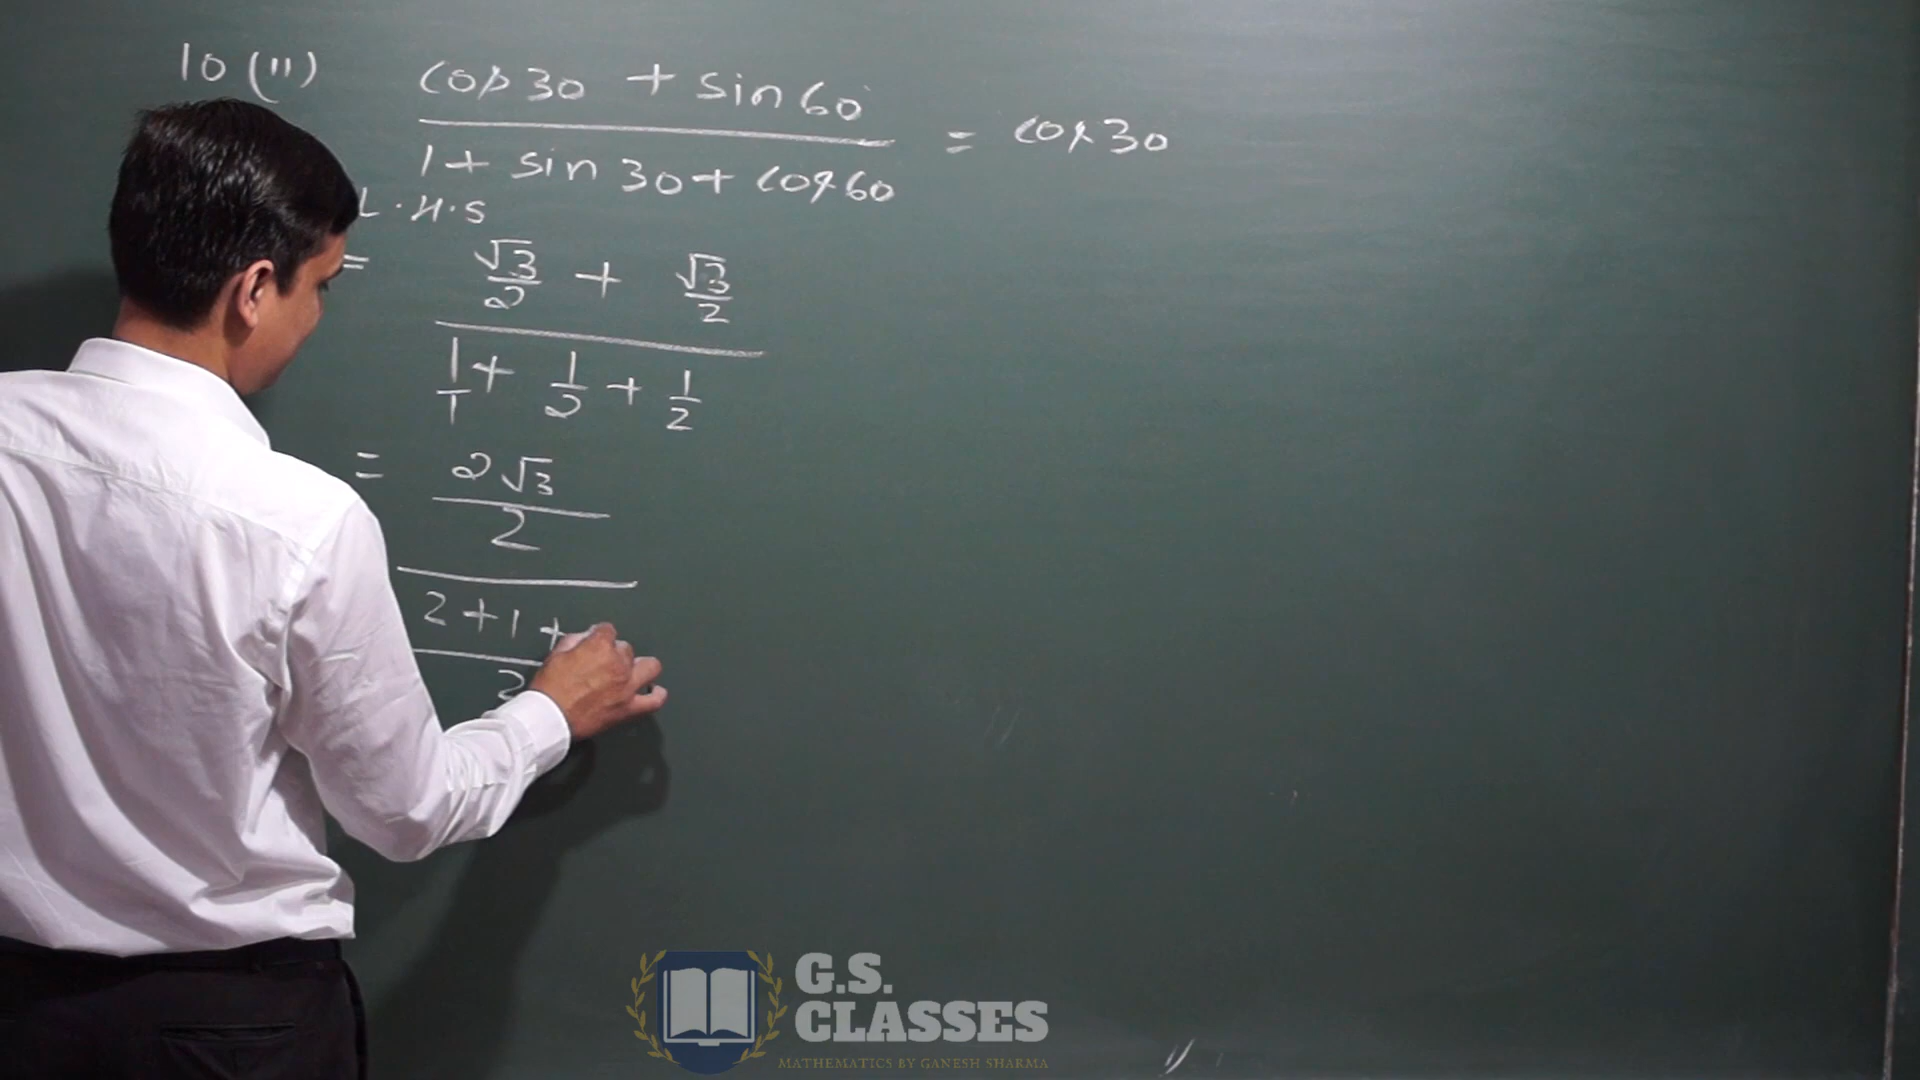 10 (11) cos 30 + sin 60
1 + sin 30 + cos 60 = cos 30
L.H.S
= √3/2 + √3/2
1/1 + 1/2 + 1/2
= 2√3
2
2 + 1 +
2
G.S.
CLASSES
MATHEMATICS BY GANESH SHARMA